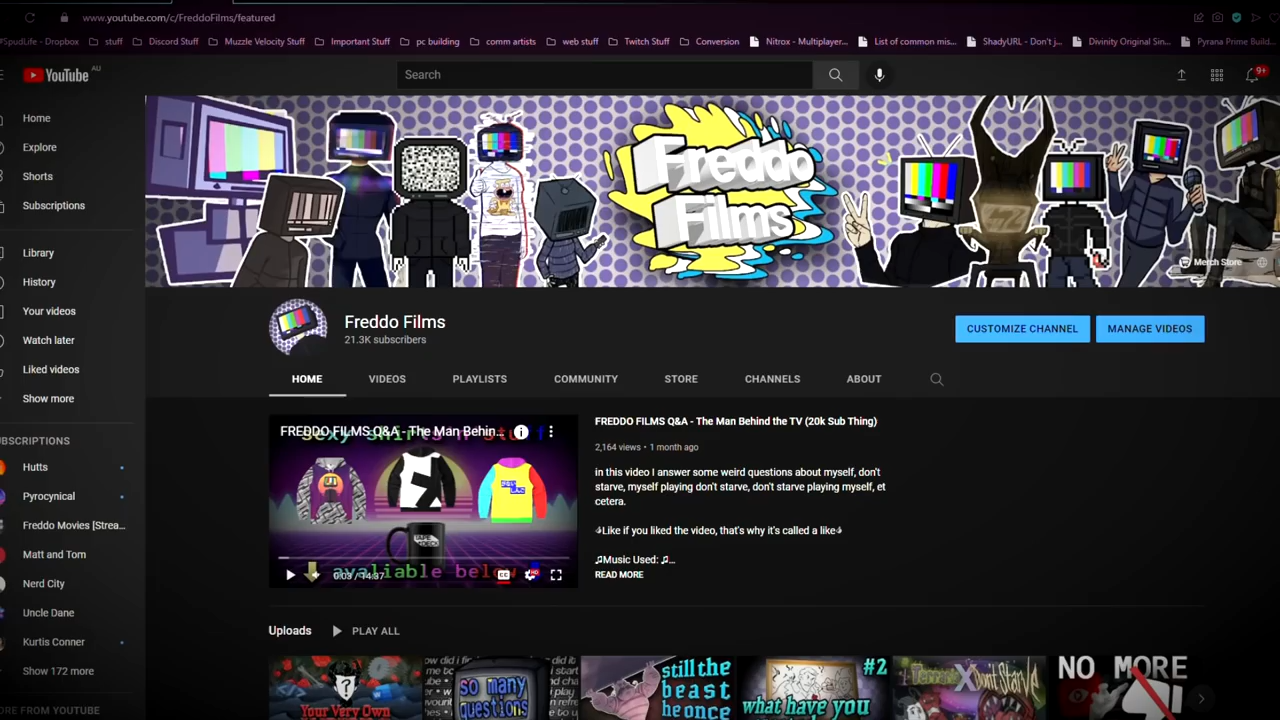 www.youtube.com/c/FreddoFilms/featured
#SpudLife - Dropbox
stuff
Discord Stuff
Muzzle Velocity Stuff
Important Stuff
pc building
comm artists
web stuff
Twitch Stuff
Conversion
Nitrox - Multiplayer...
List of common mis...
ShadyURL - Don't j...
Divinity Original Sin...
Pyrana Prime Build...
YouTube AU
Search
9+
Home
Explore
Shorts
Subscriptions
Library
History
Your videos
Watch later
Liked videos
Show more
SUBSCRIPTIONS
Hutts
Pyrocynical
Freddo Movies [Strea...
Matt and Tom
Nerd City
Uncle Dane
Kurtis Conner
Show 172 more
ORE FROM YOUTUBE
Freddo
Films
Merch Store
Freddo Films
21.3K subscribers
CUSTOMIZE CHANNEL
MANAGE VIDEOS
HOME
VIDEOS
PLAYLISTS
COMMUNITY
STORE
CHANNELS
ABOUT
FREDDO FILMS Q&A - The Man Behin...
sexy shirts n stuff
avaliable below
0:03 / 14:37
CC
HD
FREDDO FILMS Q&A - The Man Behind the TV (20k Sub Thing)
2,164 views • 1 month ago
in this video I answer some weird questions about myself, don't
starve, myself playing don't starve, don't starve playing myself, et
cetera.
Like if you liked the video, that's why it's called a like
♫Music Used: ♫...
READ MORE
Uploads
PLAY ALL
Your Very Own
so many
questions
still the
beast
he once
#2
what have you
Terraria X Don't Starve
NO MORE